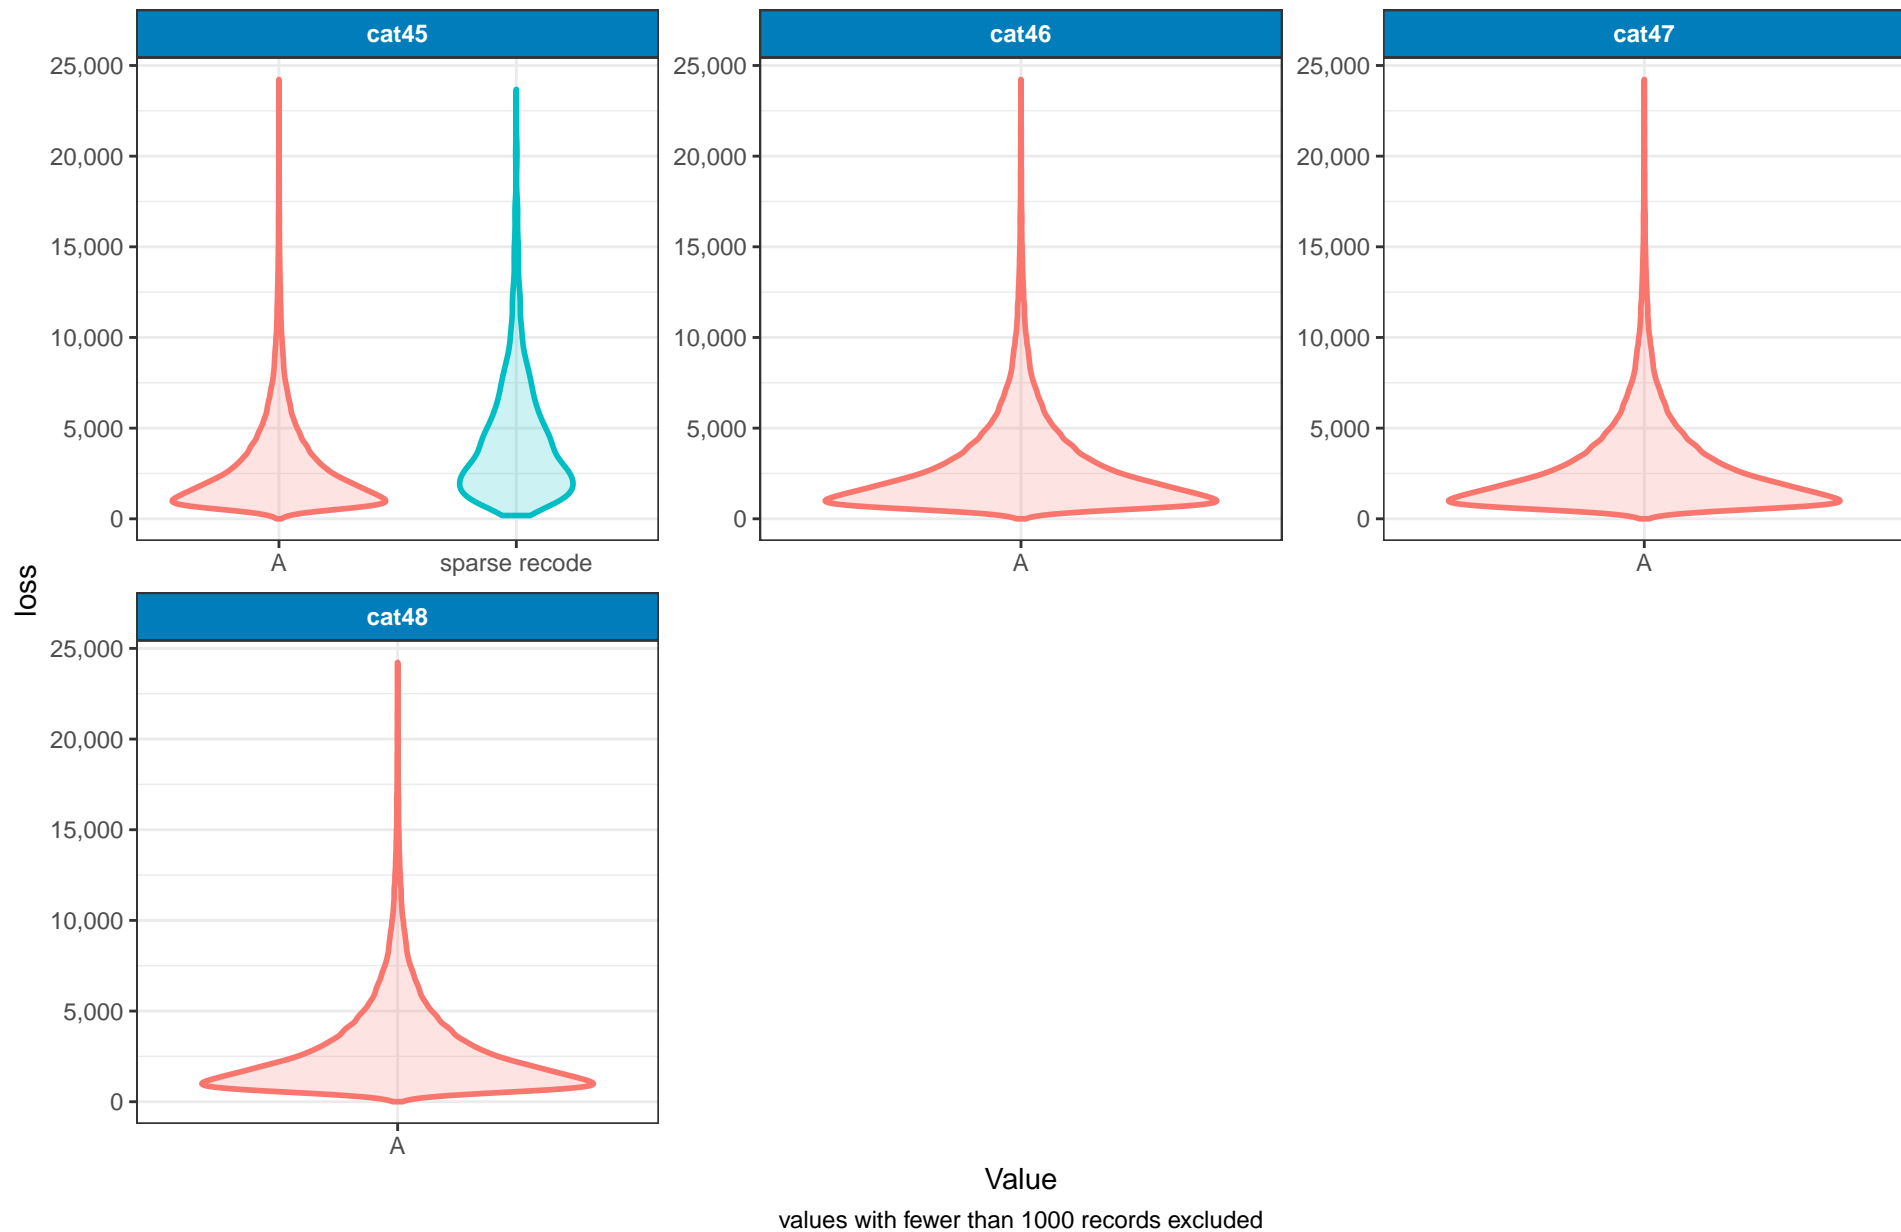 cat45
cat46
cat47
25,000
20,000
15,000
10,000
5,000
0
25,000
20,000
15,000
10,000
5,000
0
25,000
20,000
15,000
10,000
5,000
0
A
sparse recode
A
A
loss
cat48
25,000
20,000
15,000
10,000
5,000
0
A
Value
values with fewer than 1000 records excluded